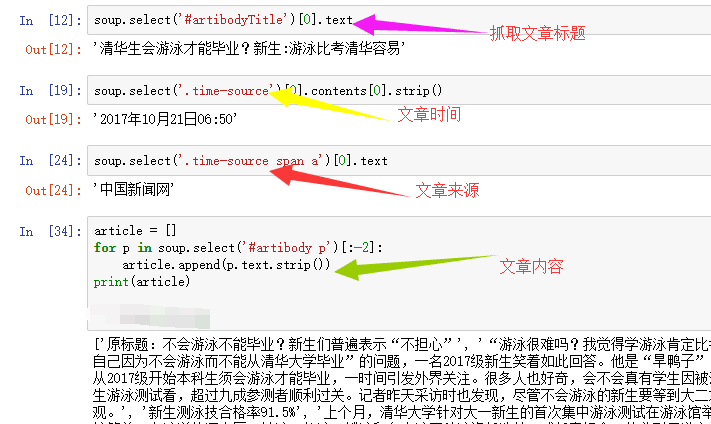 In [12]: soup.select('#artibodyTitle')[0].text
抓取文章标题
Out[12]: '清华生会游泳才能毕业？新生:游泳比考清华容易'
In [19]: soup.select('.time-source')[0].contents[0].strip()
文章时间
Out[19]: '2017年10月21日06:50'
In [24]: soup.select('.time-source span a')[0].text
文章来源
Out[24]: '中国新闻网'
In [34]: article = []
for p in soup.select('#artibody p')[:-2]:
article.append(p.text.strip())
文章内容
print(article)
['原标题：不会游泳不能毕业？新生们普遍表示“不担心”', '“游泳很难吗？我觉得学游泳肯定比
自己因为不会游泳而不能从清华大学毕业”的问题，一名2017级新生笑着如此回答。他是“旱鸭子”
从2017级开始本科生须会游泳才能毕业，一时间引发外界关注。很多人也好奇，会不会真有学生因被
生游泳测试看，超过九成参测者顺利过关。记者昨天采访时也发现，尽管不会游泳的新生要等到大二
观。', '新生测泳技合格率91.5%', '上个月，清华大学针对大一新生的首次集中游泳测试在游泳馆